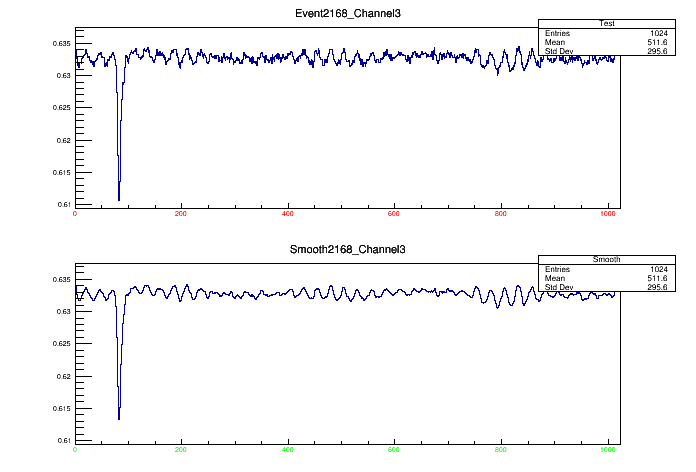 Event2168_Channel3
Test
Entries 1024
Mean 511.6
Std Dev 295.6
0.635
0.63
0.625
0.62
0.615
0.61
0 200 400 600 800 1000
Smooth2168_Channel3
Smooth
Entries 1024
Mean 511.6
Std Dev 295.6
0.635
0.63
0.625
0.62
0.615
0.61
0 200 400 600 800 1000